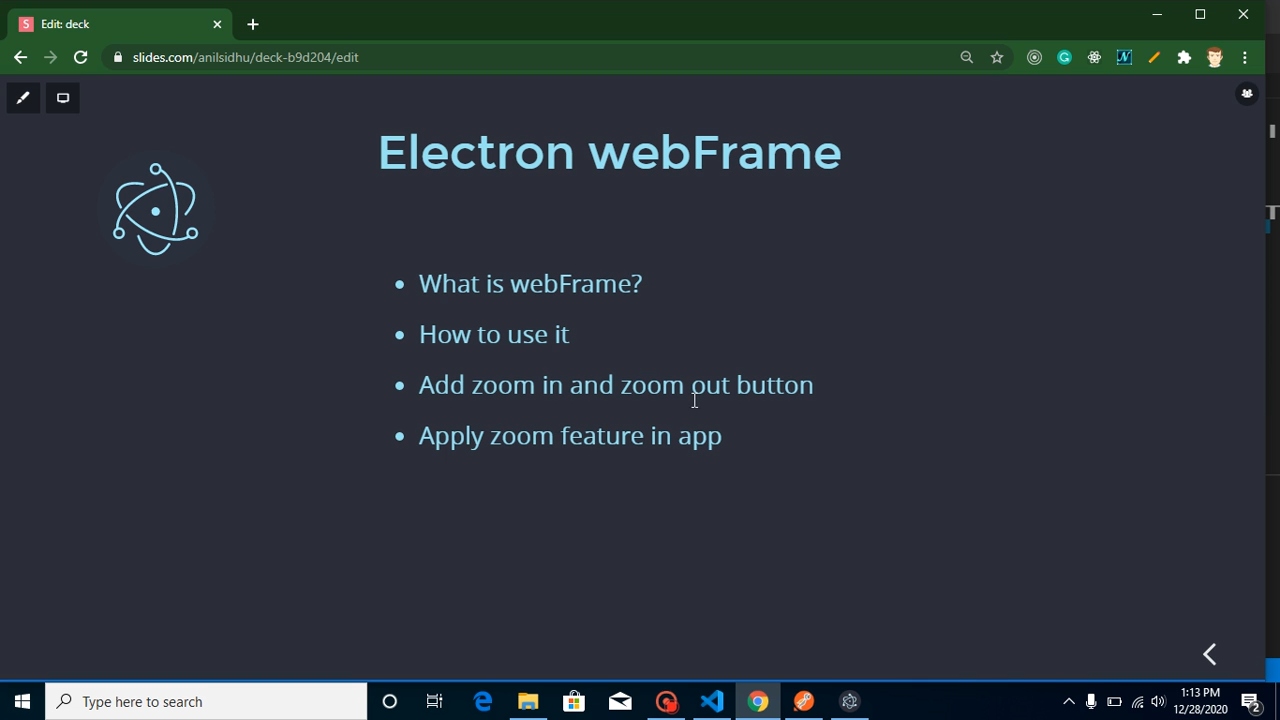 S Edit: deck
slides.com/anilsidhu/deck-b9d204/edit
Electron webFrame
What is webFrame?
How to use it
Add zoom in and zoom out button
Apply zoom feature in app
Type here to search
1:13 PM
12/28/2020
2